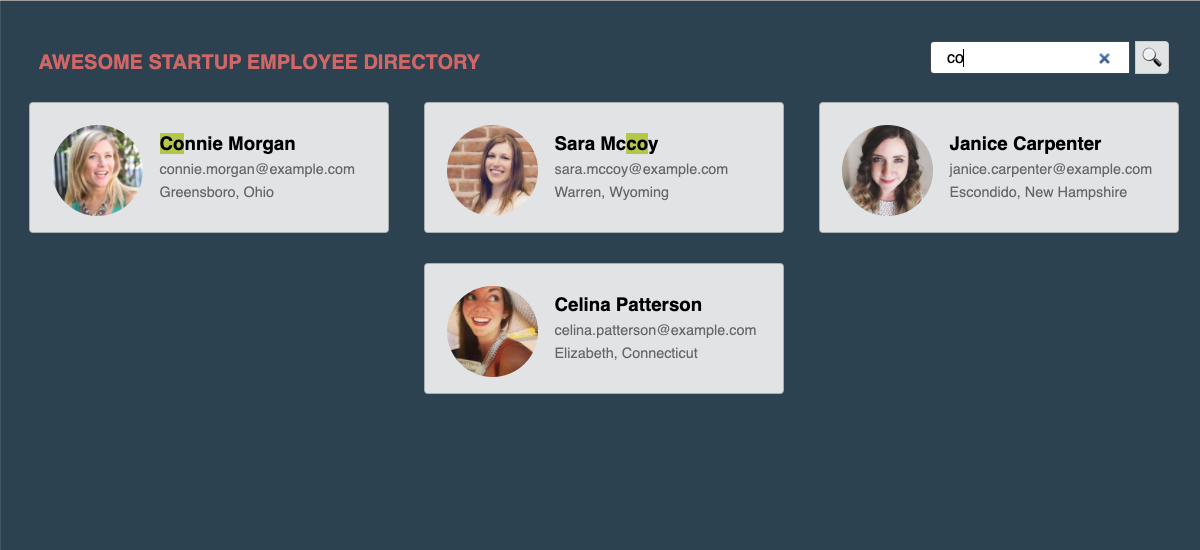 AWESOME STARTUP EMPLOYEE DIRECTORY
co
Connie Morgan
connie.morgan@example.com
Greensboro, Ohio
Sara Mccoy
sara.mccoy@example.com
Warren, Wyoming
Janice Carpenter
janice.carpenter@example.com
Escondido, New Hampshire
Celina Patterson
celina.patterson@example.com
Elizabeth, Connecticut